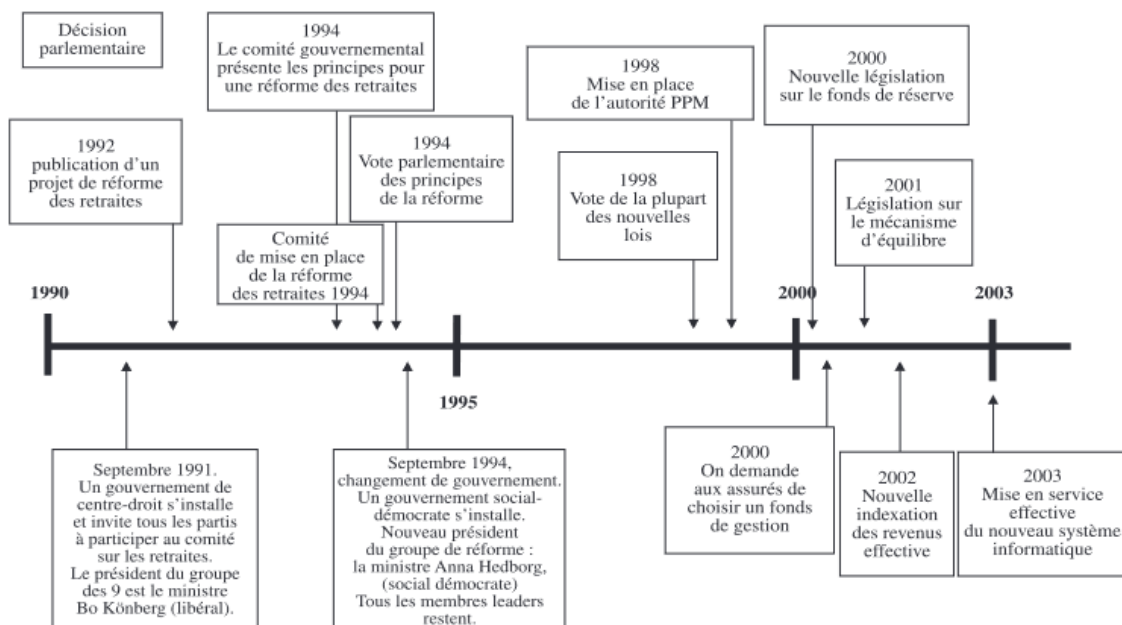 Décision
parlementaire
1994
Le comité gouvernemental
présente les principes pour
une réforme des retraites
1998
Mise en place
de l'autorité PPM
2000
Nouvelle législation
sur le fonds de réserve
1992
publication d'un
projet de réforme
des retraites
1994
Vote parlementaire
des principes
de la réforme
1998
Vote de la plupart
des nouvelles
lois
2001
Législation sur
le mécanisme
d'équilibre
Comité
de mise en place
de la réforme
des retraites 1994
1990
2000
2003
1995
Septembre 1991.
Un gouvernement de
centre-droit s'installe
et invite tous les partis
à participer au comité
sur les retraites.
Le président du groupe
des 9 est le ministre
Bo Könberg (libéral).
Septembre 1994,
changement de gouvernement.
Un gouvernement social-
démocrate s'installe.
Nouveau président
du groupe de réforme :
la ministre Anna Hedborg,
(social démocrate)
Tous les membres leaders
restent.
2000
On demande
aux assurés de
choisir un fonds
de gestion
2002
Nouvelle
indexation
des revenus
effective
2003
Mise en service
effective
du nouveau système
informatique